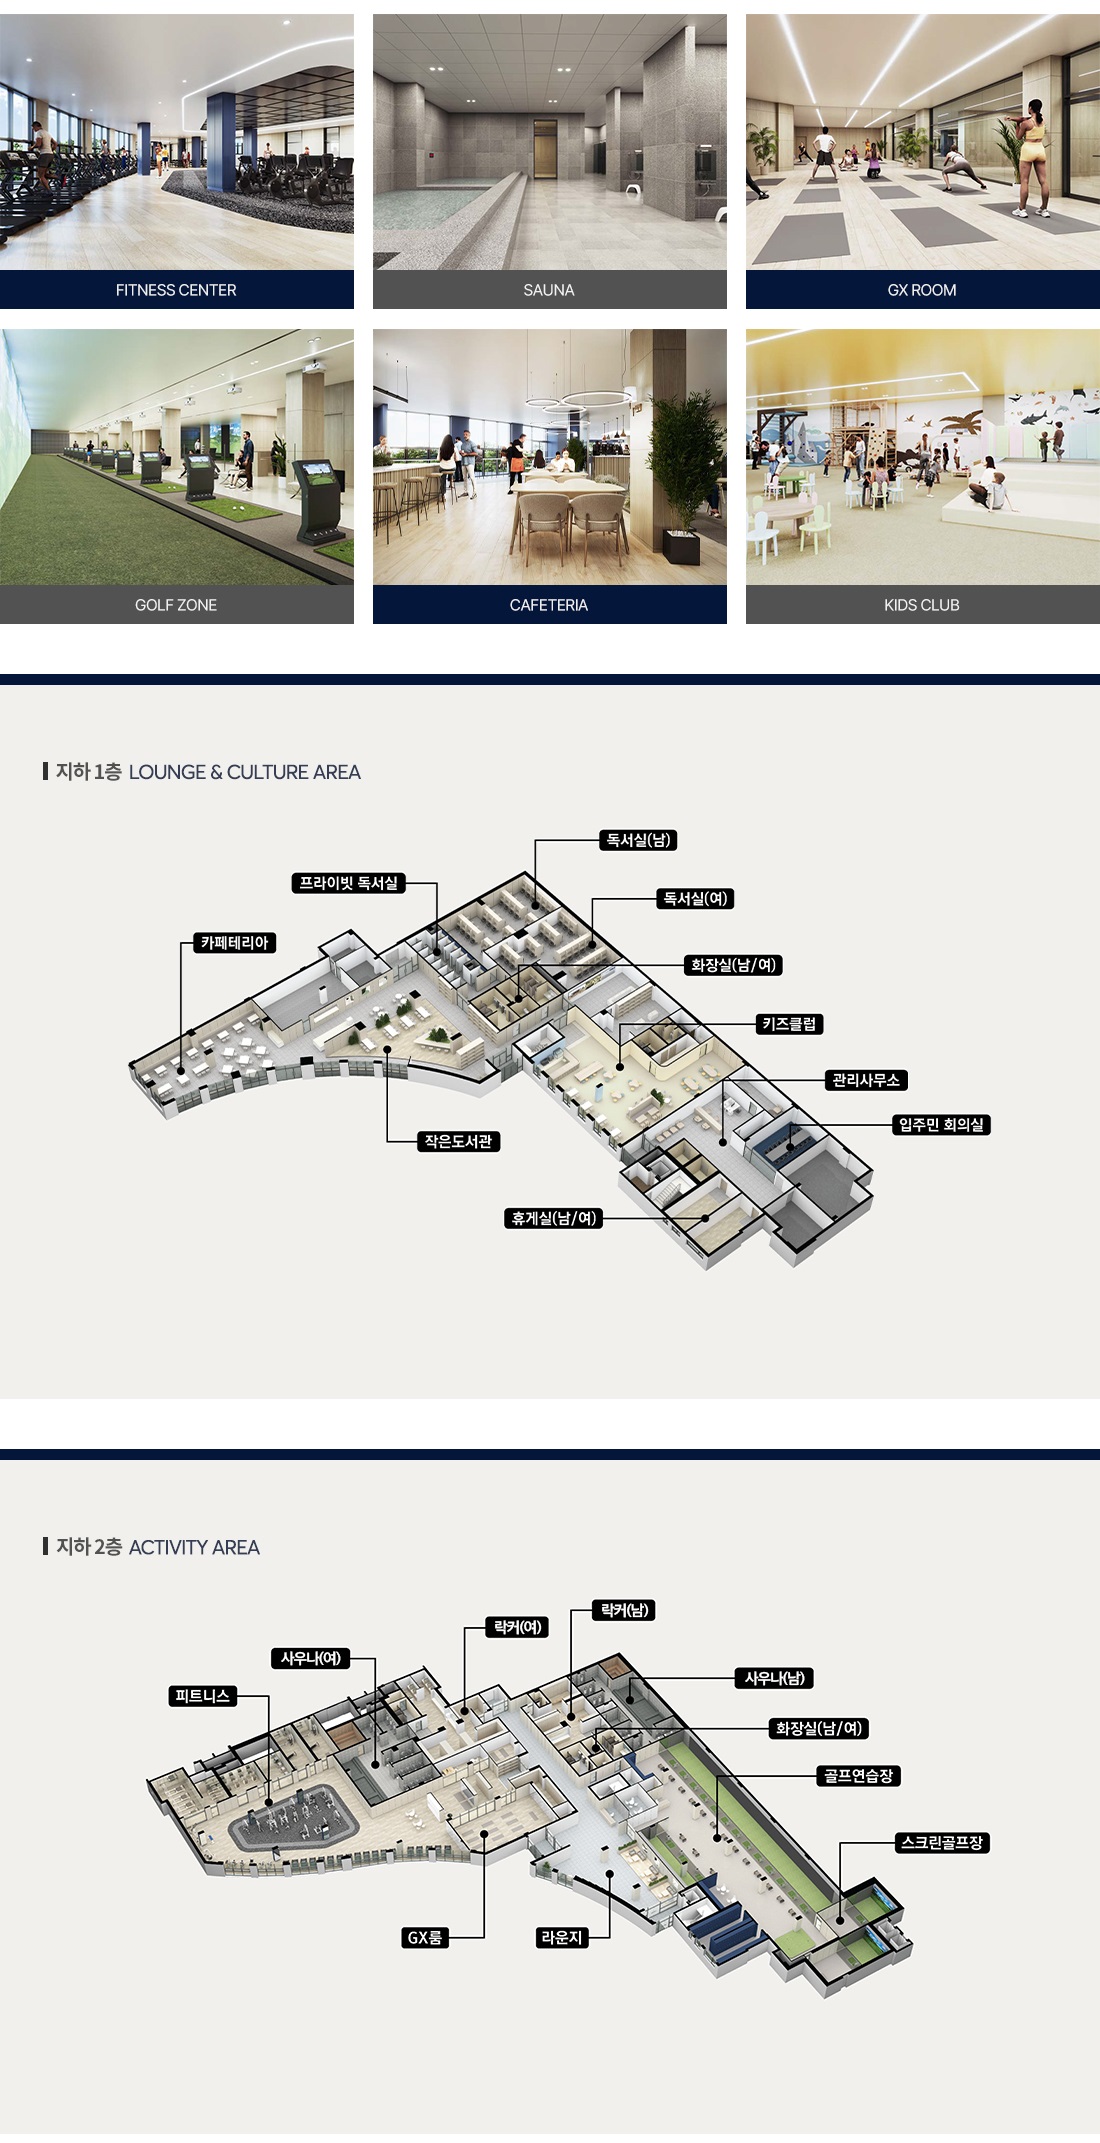 FITNESS CENTER
SAUNA
GX ROOM
GOLF ZONE
CAFETERIA
KIDS CLUB
지하 1층 LOUNGE & CULTURE AREA
독서실(남)
프라이빗 독서실
독서실(여)
카페테리아
화장실(남/여)
키즈클럽
관리사무소
입주민 회의실
작은도서관
휴게실(남/여)
지하 2층 ACTIVITY AREA
락커(남)
락커(여)
사우나(여)
사우나(남)
피트니스
화장실(남/여)
골프연습장
스크린골프장
GX룸
라운지